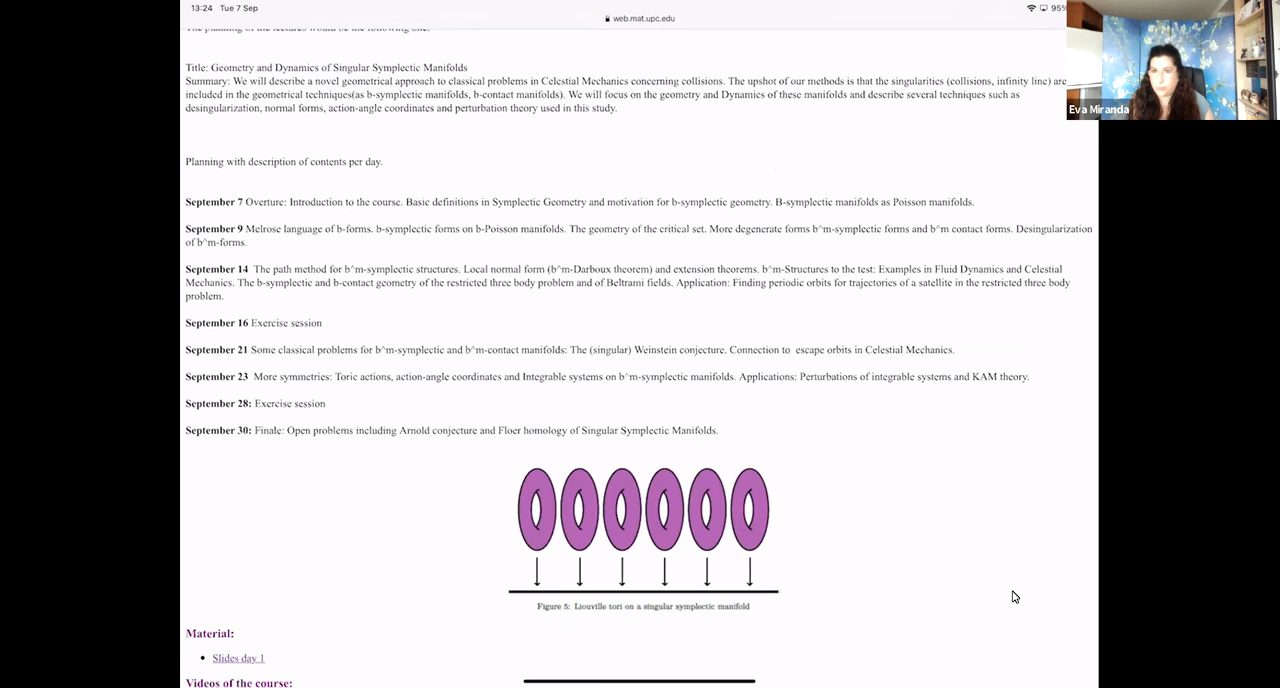 13:24 Tue 7 Sep
web.mat.upc.edu
95%
The planning of the lectures would be the following one:
Title: Geometry and Dynamics of Singular Symplectic Manifolds
Summary: We will describe a novel geometrical approach to classical problems in Celestial Mechanics concerning collisions. The upshot of our methods is that the singularities (collisions, infinity line) are
included in the geometrical techniques(as b-symplectic manifolds, b-contact manifolds). We will focus on the geometry and Dynamics of these manifolds and describe several techniques such as
desingularization, normal forms, action-angle coordinates and perturbation theory used in this study.
Eva Miranda
Planning with description of contents per day.
September 7 Overture: Introduction to the course. Basic definitions in Symplectic Geometry and motivation for b-symplectic geometry. B-symplectic manifolds as Poisson manifolds.
September 9 Melrose language of b-forms. b-symplectic forms on b-Poisson manifolds. The geometry of the critical set. More degenerate forms b^m-symplectic forms and b^m contact forms. Desingularization
of b^m-forms.
September 14 The path method for b^m-symplectic structures. Local normal form (b^m-Darboux theorem) and extension theorems. b^m-Structures to the test: Examples in Fluid Dynamics and Celestial
Mechanics. The b-symplectic and b-contact geometry of the restricted three body problem and of Beltrami fields. Application: Finding periodic orbits for trajectories of a satellite in the restricted three body
problem.
September 16 Exercise session
September 21 Some classical problems for b^m-symplectic and b^m-contact manifolds: The (singular) Weinstein conjecture. Connection to escape orbits in Celestial Mechanics.
September 23 More symmetries: Toric actions, action-angle coordinates and Integrable systems on b^m-symplectic manifolds. Applications: Perturbations of integrable systems and KAM theory.
September 28: Exercise session
September 30: Finale: Open problems including Arnold conjecture and Floer homology of Singular Symplectic Manifolds.
Figure 5: Liouville tori on a singular symplectic manifold
Material:
• Slides day 1
Videos of the course: